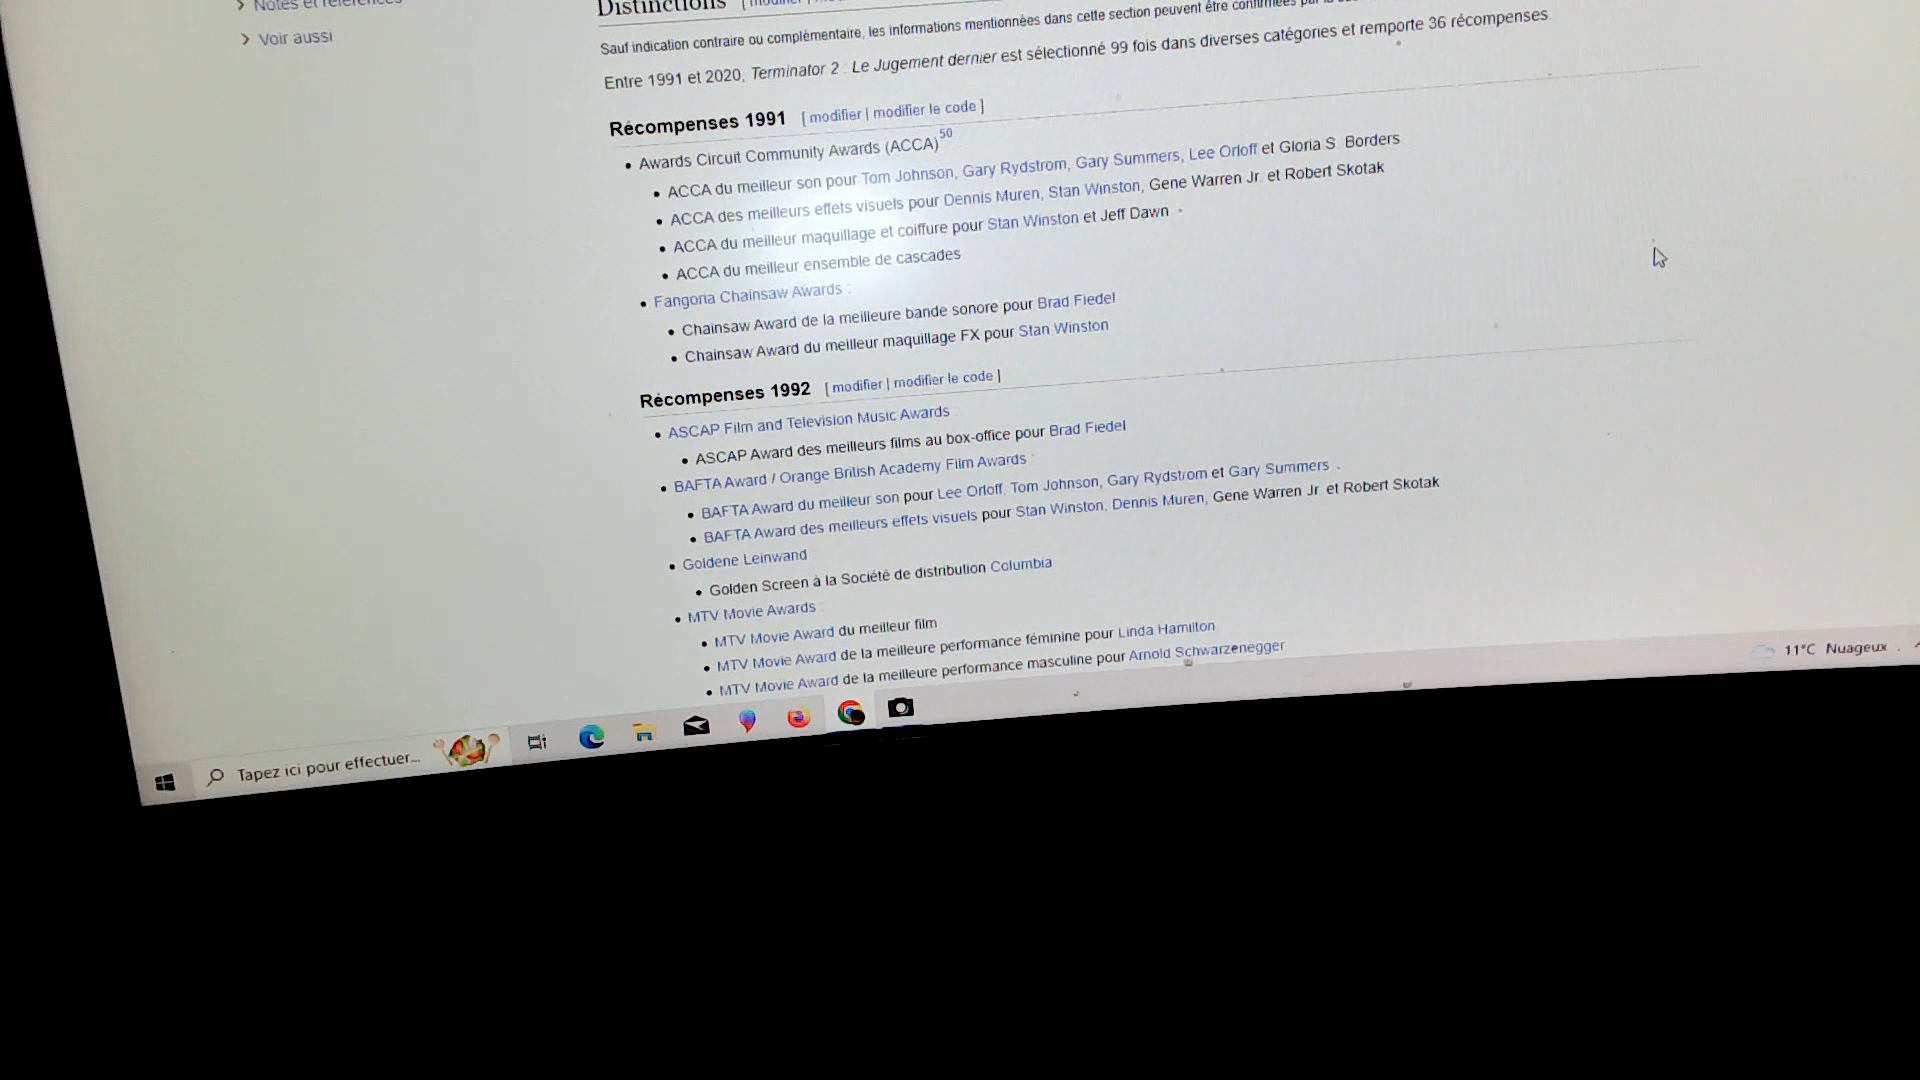 Notes et références
Voir aussi
Distinctions [modifier |
Sauf indication contraire ou complémentaire, les informations mentionnées dans cette section peuvent être confirmées par la
Entre 1991 et 2020, Terminator 2 : Le Jugement dernier est sélectionné 99 fois dans diverses catégories et remporte 36 récompenses.
Récompenses 1991 [ modifier | modifier le code ]
• Awards Circuit Community Awards (ACCA)50 :
• ACCA du meilleur son pour Tom Johnson, Gary Rydstrom, Gary Summers, Lee Orloff et Gloria S. Borders
• ACCA des meilleurs effets visuels pour Dennis Muren, Stan Winston, Gene Warren Jr. et Robert Skotak
• ACCA du meilleur maquillage et coiffure pour Stan Winston et Jeff Dawn
• ACCA du meilleur ensemble de cascades
• Fangoria Chainsaw Awards :
• Chainsaw Award de la meilleure bande sonore pour Brad Fiedel
• Chainsaw Award du meilleur maquillage FX pour Stan Winston
Récompenses 1992 [ modifier | modifier le code ]
• ASCAP Film and Television Music Awards :
• ASCAP Award des meilleurs films au box-office pour Brad Fiedel
• BAFTA Award / Orange British Academy Film Awards :
• BAFTA Award du meilleur son pour Lee Orloff, Tom Johnson, Gary Rydstrom et Gary Summers
• BAFTA Award des meilleurs effets visuels pour Stan Winston, Dennis Muren, Gene Warren Jr. et Robert Skotak
• Goldene Leinwand
• Golden Screen à la Société de distribution Columbia
• MTV Movie Awards :
• MTV Movie Award du meilleur film
• MTV Movie Award de la meilleure performance féminine pour Linda Hamilton
• MTV Movie Award de la meilleure performance masculine pour Arnold Schwarzenegger
Tapez ici pour effectuer...
11°C Nuageux